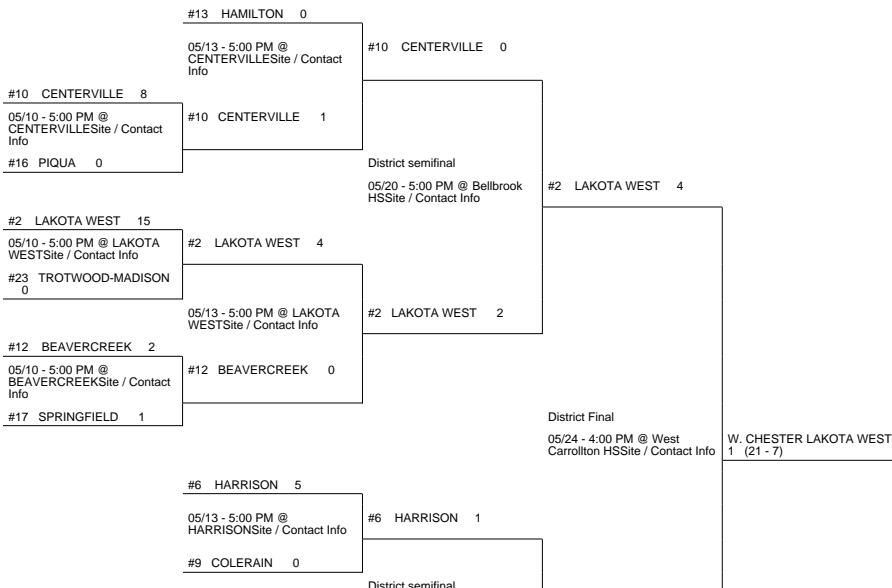 #13 HAMILTON 0
05/13 - 5:00 PM @
CENTERVILLESite / Contact
Info
#10 CENTERVILLE 0
#10 CENTERVILLE 8
05/10 - 5:00 PM @
CENTERVILLESite / Contact
Info
#10 CENTERVILLE 1
#16 PIQUA 0
District semifinal
05/20 - 5:00 PM @ Bellbrook
HSSite / Contact Info
#2 LAKOTA WEST 4
#2 LAKOTA WEST 15
05/10 - 5:00 PM @ LAKOTA
WESTSite / Contact Info
#2 LAKOTA WEST 4
#23 TROTWOOD-MADISON
0
05/13 - 5:00 PM @ LAKOTA
WESTSite / Contact Info
#2 LAKOTA WEST 2
#12 BEAVERCREEK 2
05/10 - 5:00 PM @
BEAVERCREEKSite / Contact
Info
#12 BEAVERCREEK 0
#17 SPRINGFIELD 1
District Final
05/24 - 4:00 PM @ West
Carrollton HSSite / Contact Info
W. CHESTER LAKOTA WEST
1 (21 - 7)
#6 HARRISON 5
05/13 - 5:00 PM @
HARRISONSite / Contact Info
#6 HARRISON 1
#9 COLERAIN 0
District semifinal